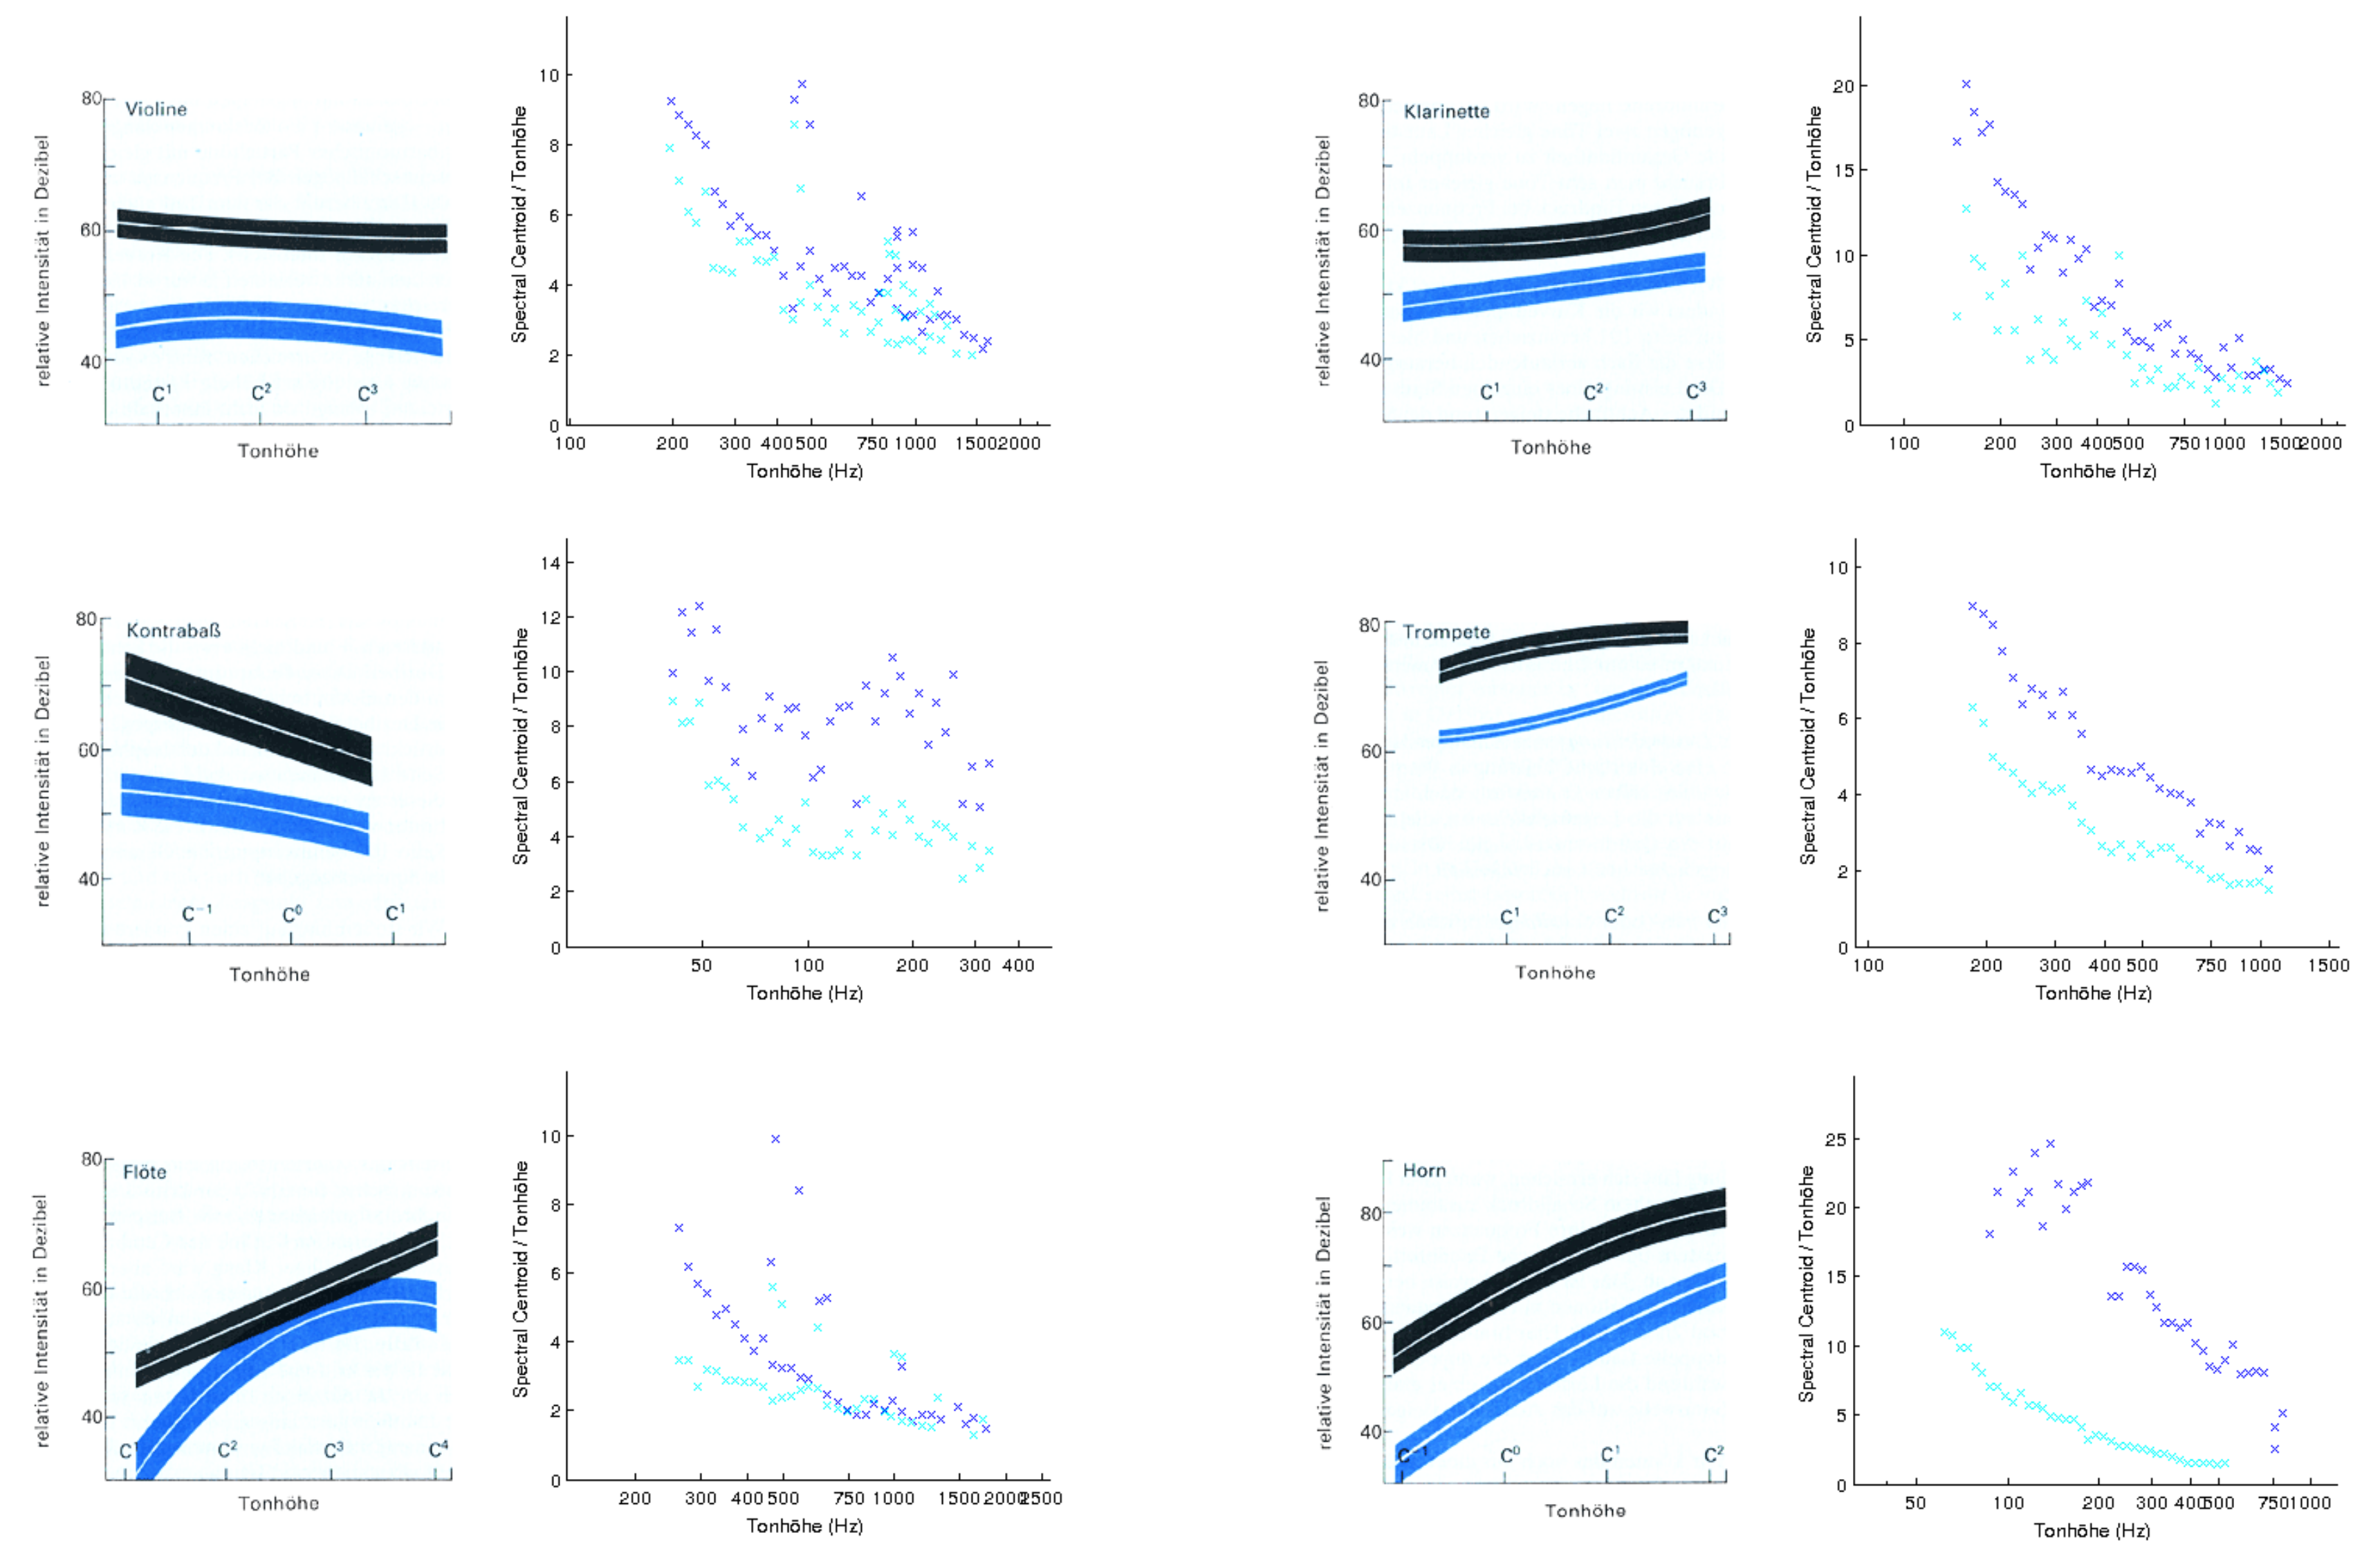 Violine
relative Intensität in Dezibel
80
60
40
C¹ C² C³
Tonhöhe
Spectral Centroid / Tonhöhe
10
8
6
4
2
0
100 200 300 400 500 750 1000 1500 2000
Tonhöhe (Hz)
Klarinette
relative Intensität in Dezibel
80
60
40
C¹ C² C³
Tonhöhe
Spectral Centroid / Tonhöhe
20
15
10
5
0
100 200 300 400 500 750 1000 1500 2000
Tonhöhe (Hz)
Kontrabaß
relative Intensität in Dezibel
80
60
40
C⁻¹ C⁰ C¹
Tonhöhe
Spectral Centroid / Tonhöhe
14
12
10
8
6
4
2
0
50 100 200 300 400
Tonhöhe (Hz)
Trompete
relative Intensität in Dezibel
80
60
40
C¹ C² C³
Tonhöhe
Spectral Centroid / Tonhöhe
10
8
6
4
2
0
100 200 300 400 500 750 1000 1500
Tonhöhe (Hz)
Flöte
relative Intensität in Dezibel
80
60
40
C¹ C² C³ C⁴
Tonhöhe
Spectral Centroid / Tonhöhe
10
8
6
4
2
0
200 300 400 500 750 1000 1500 2000 2500
Tonhöhe (Hz)
Horn
relative Intensität in Dezibel
80
60
40
C⁻¹ C⁰ C¹ C²
Tonhöhe
Spectral Centroid / Tonhöhe
25
20
15
10
5
0
50 100 200 300 400 500 750 1000
Tonhöhe (Hz)